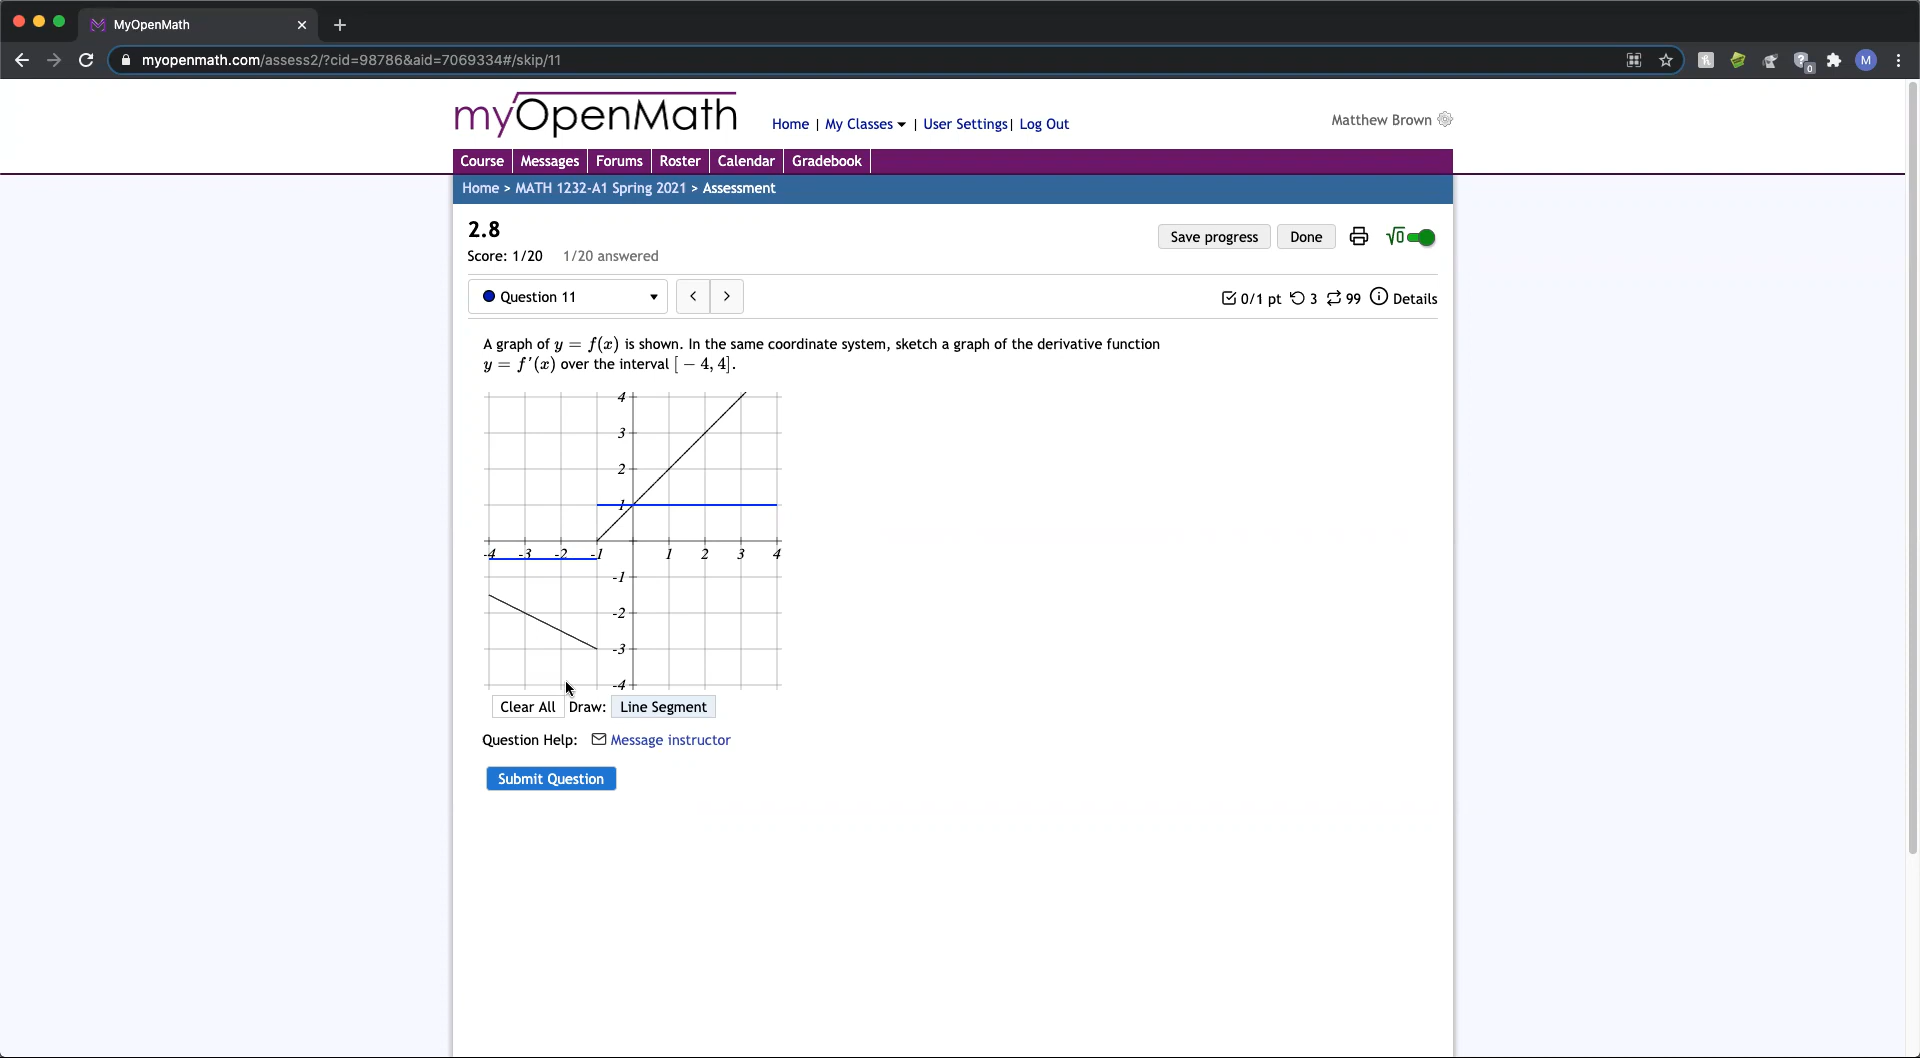 MyOpenMath
myopenmath.com/assess2/?cid=98786&aid=7069334#/skip/11
0
M
myOpenMath
Home | My Classes | User Settings| Log Out
Matthew Brown
Course Messages Forums Roster Calendar Gradebook
Home > MATH 1232-A1 Spring 2021 > Assessment
2.8
Save progress Done √0
Score: 1/20 1/20 answered
Question 11 < >
0/1 pt 3 99 Details
A graph of y = f(x) is shown. In the same coordinate system, sketch a graph of the derivative function
y = f′(x) over the interval [ − 4, 4].
4
3
2
1
-4 -3 -2 -1 1 2 3 4
-1
-2
-3
-4
Clear All Draw: Line Segment
Question Help: Message instructor
Submit Question